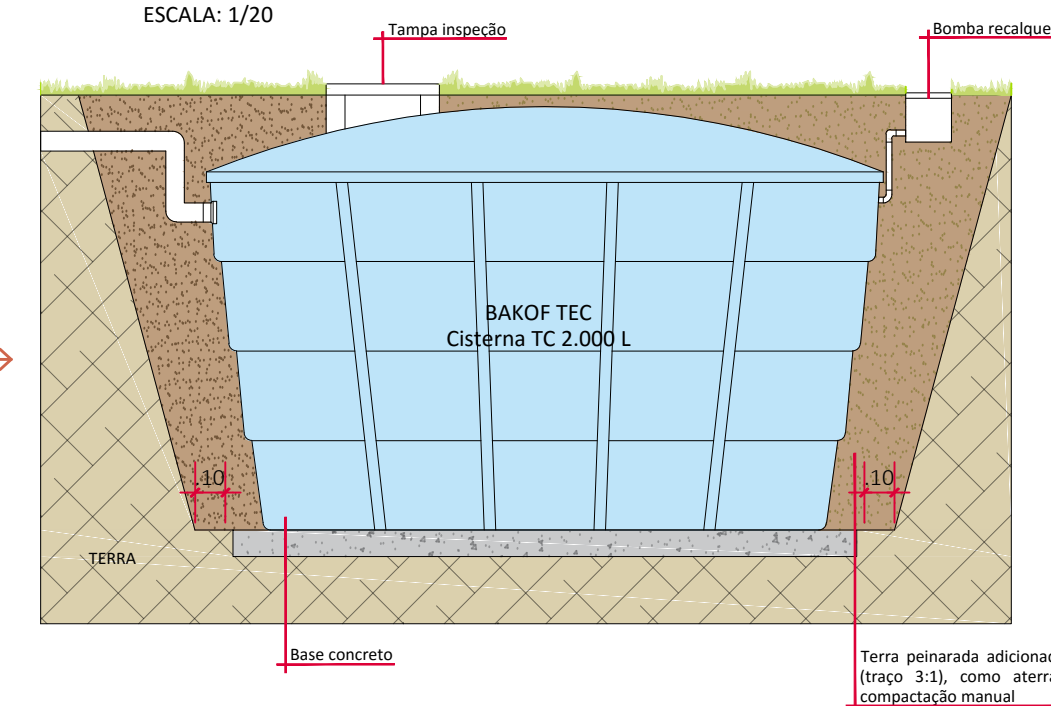 ESCALA: 1/20
Tampa inspeção
Bomba recalque
BAKOF TEC
Cisterna TC 2.000 L
.10
.10
TERRA
Base concreto
Terra peinarada
(traço 3:1), como
compactação manual